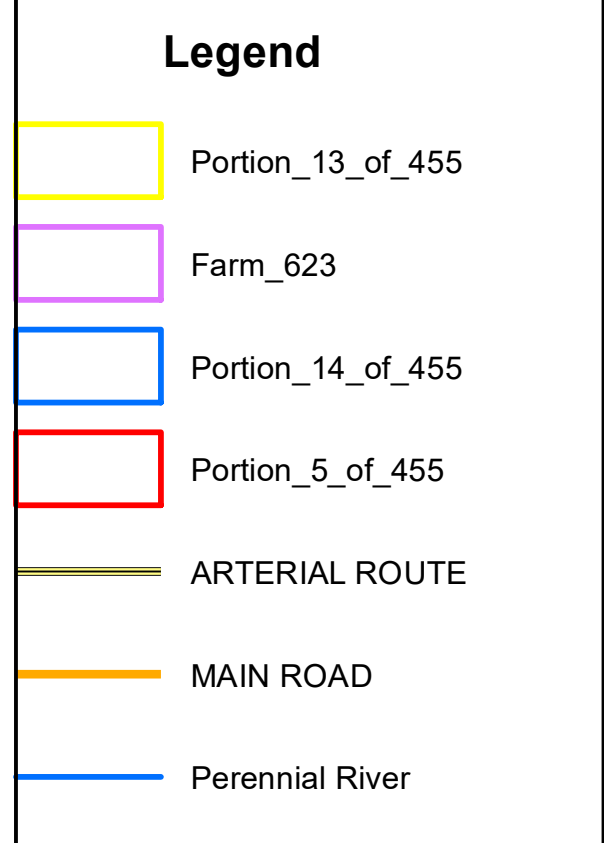 Legend
Portion_13_of_455
Farm_623
Portion_14_of_455
Portion_5_of_455
ARTERIAL ROUTE
MAIN ROAD
Perennial River